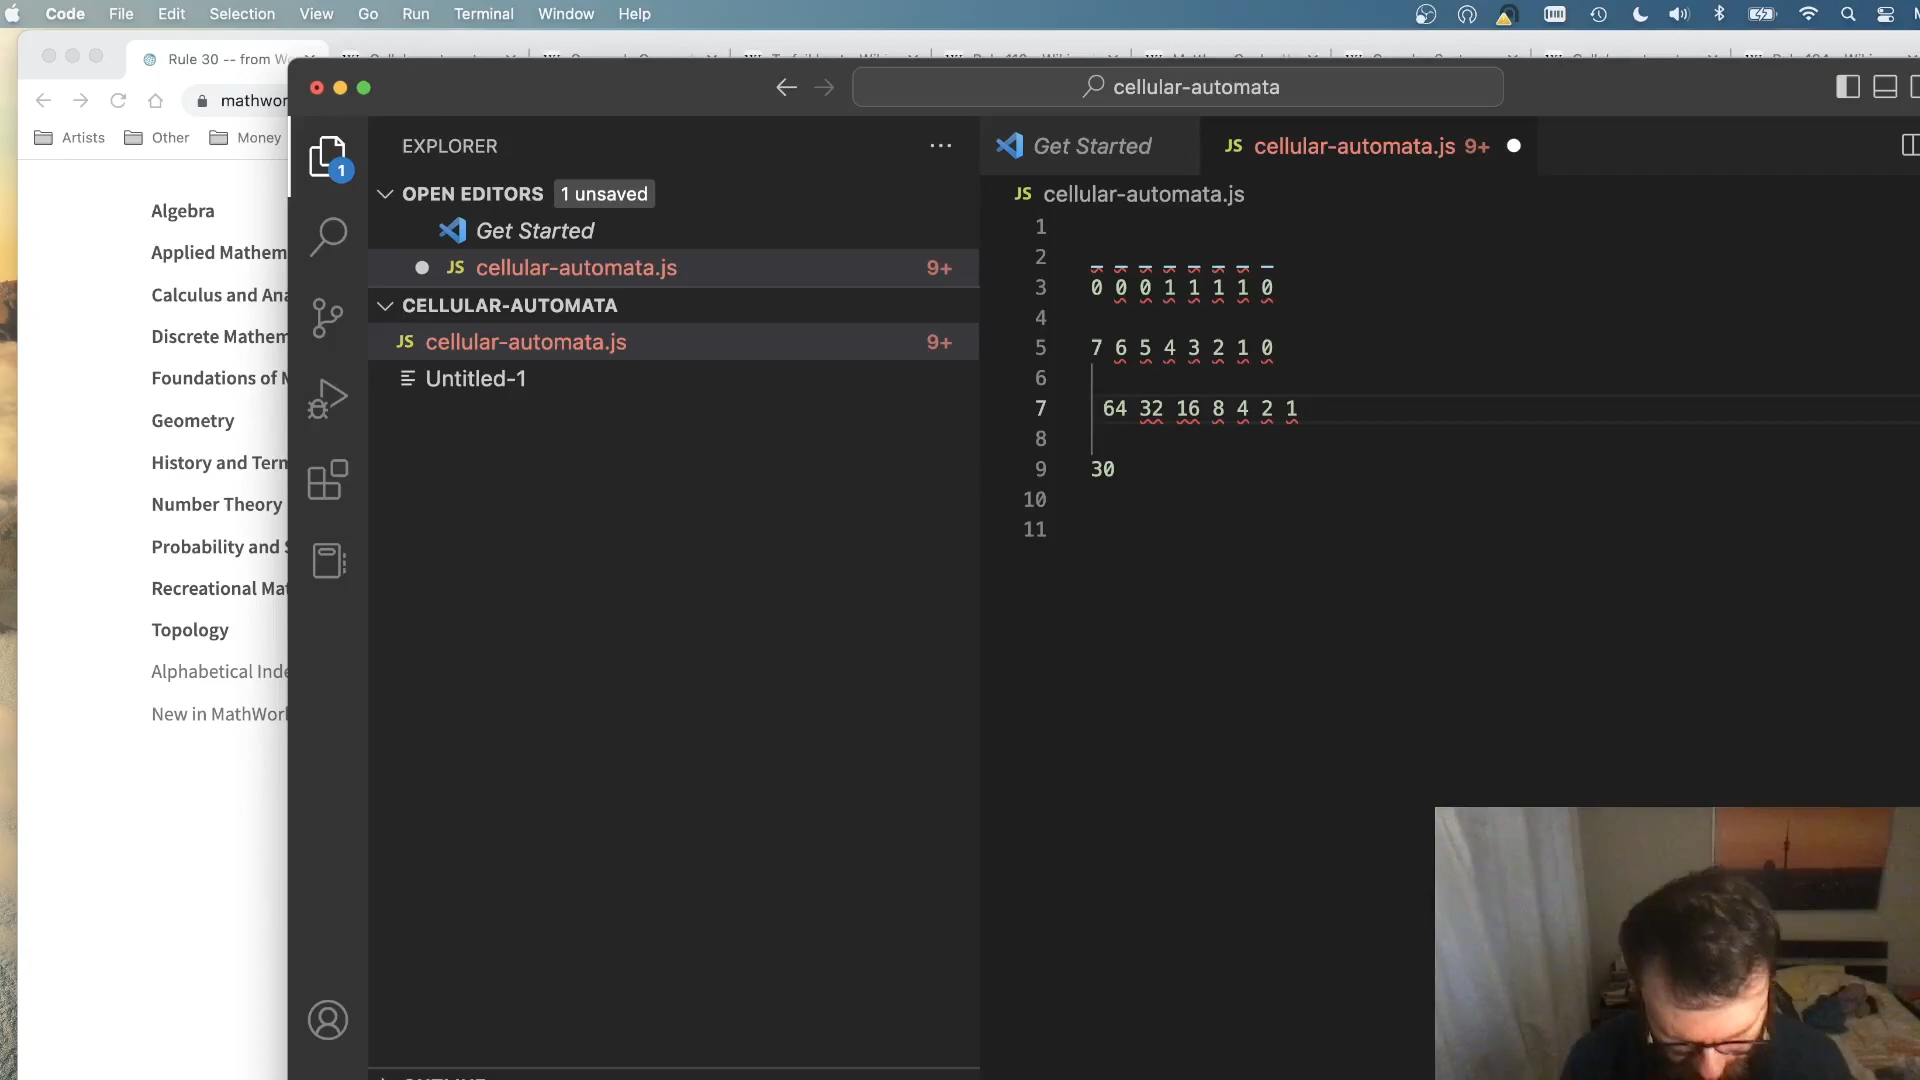 Code File Edit Selection View Go Run Terminal Window Help
Rule 30 -- from W
cellular-automata
mathwor
Artists Other Money
EXPLORER
Get Started
cellular-automata.js 9+
OPEN EDITORS 1 unsaved
JS cellular-automata.js
Get Started
JS cellular-automata.js 9+
CELLULAR-AUTOMATA
JS cellular-automata.js 9+
Untitled-1
1
Algebra
Applied Mathem
Calculus and Ana
Discrete Mathem
Foundations of M
Geometry
History and Tern
Number Theory
Probability and S
Recreational Mat
Topology
Alphabetical Inde
New in MathWorl
1
2 _ _ _ _ _ _ _ _
3 0 0 0 1 1 1 1 0
4
5 7 6 5 4 3 2 1 0
6
7 64 32 16 8 4 2 1
8
9 30
10
11